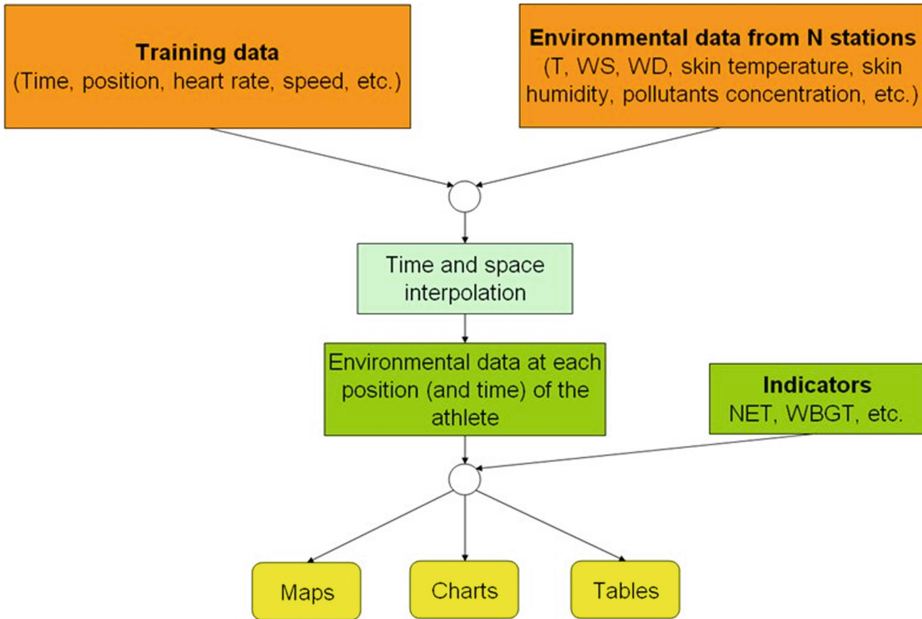 Training data
(Time, position, heart rate, speed, etc.)
Environmental data from N stations
(T, WS, WD, skin temperature, skin
humidity, pollutants concentration, etc.)
Time and space
interpolation
Environmental data at each
position (and time) of the
athlete
Indicators
NET, WBGT, etc.
Maps
Charts
Tables